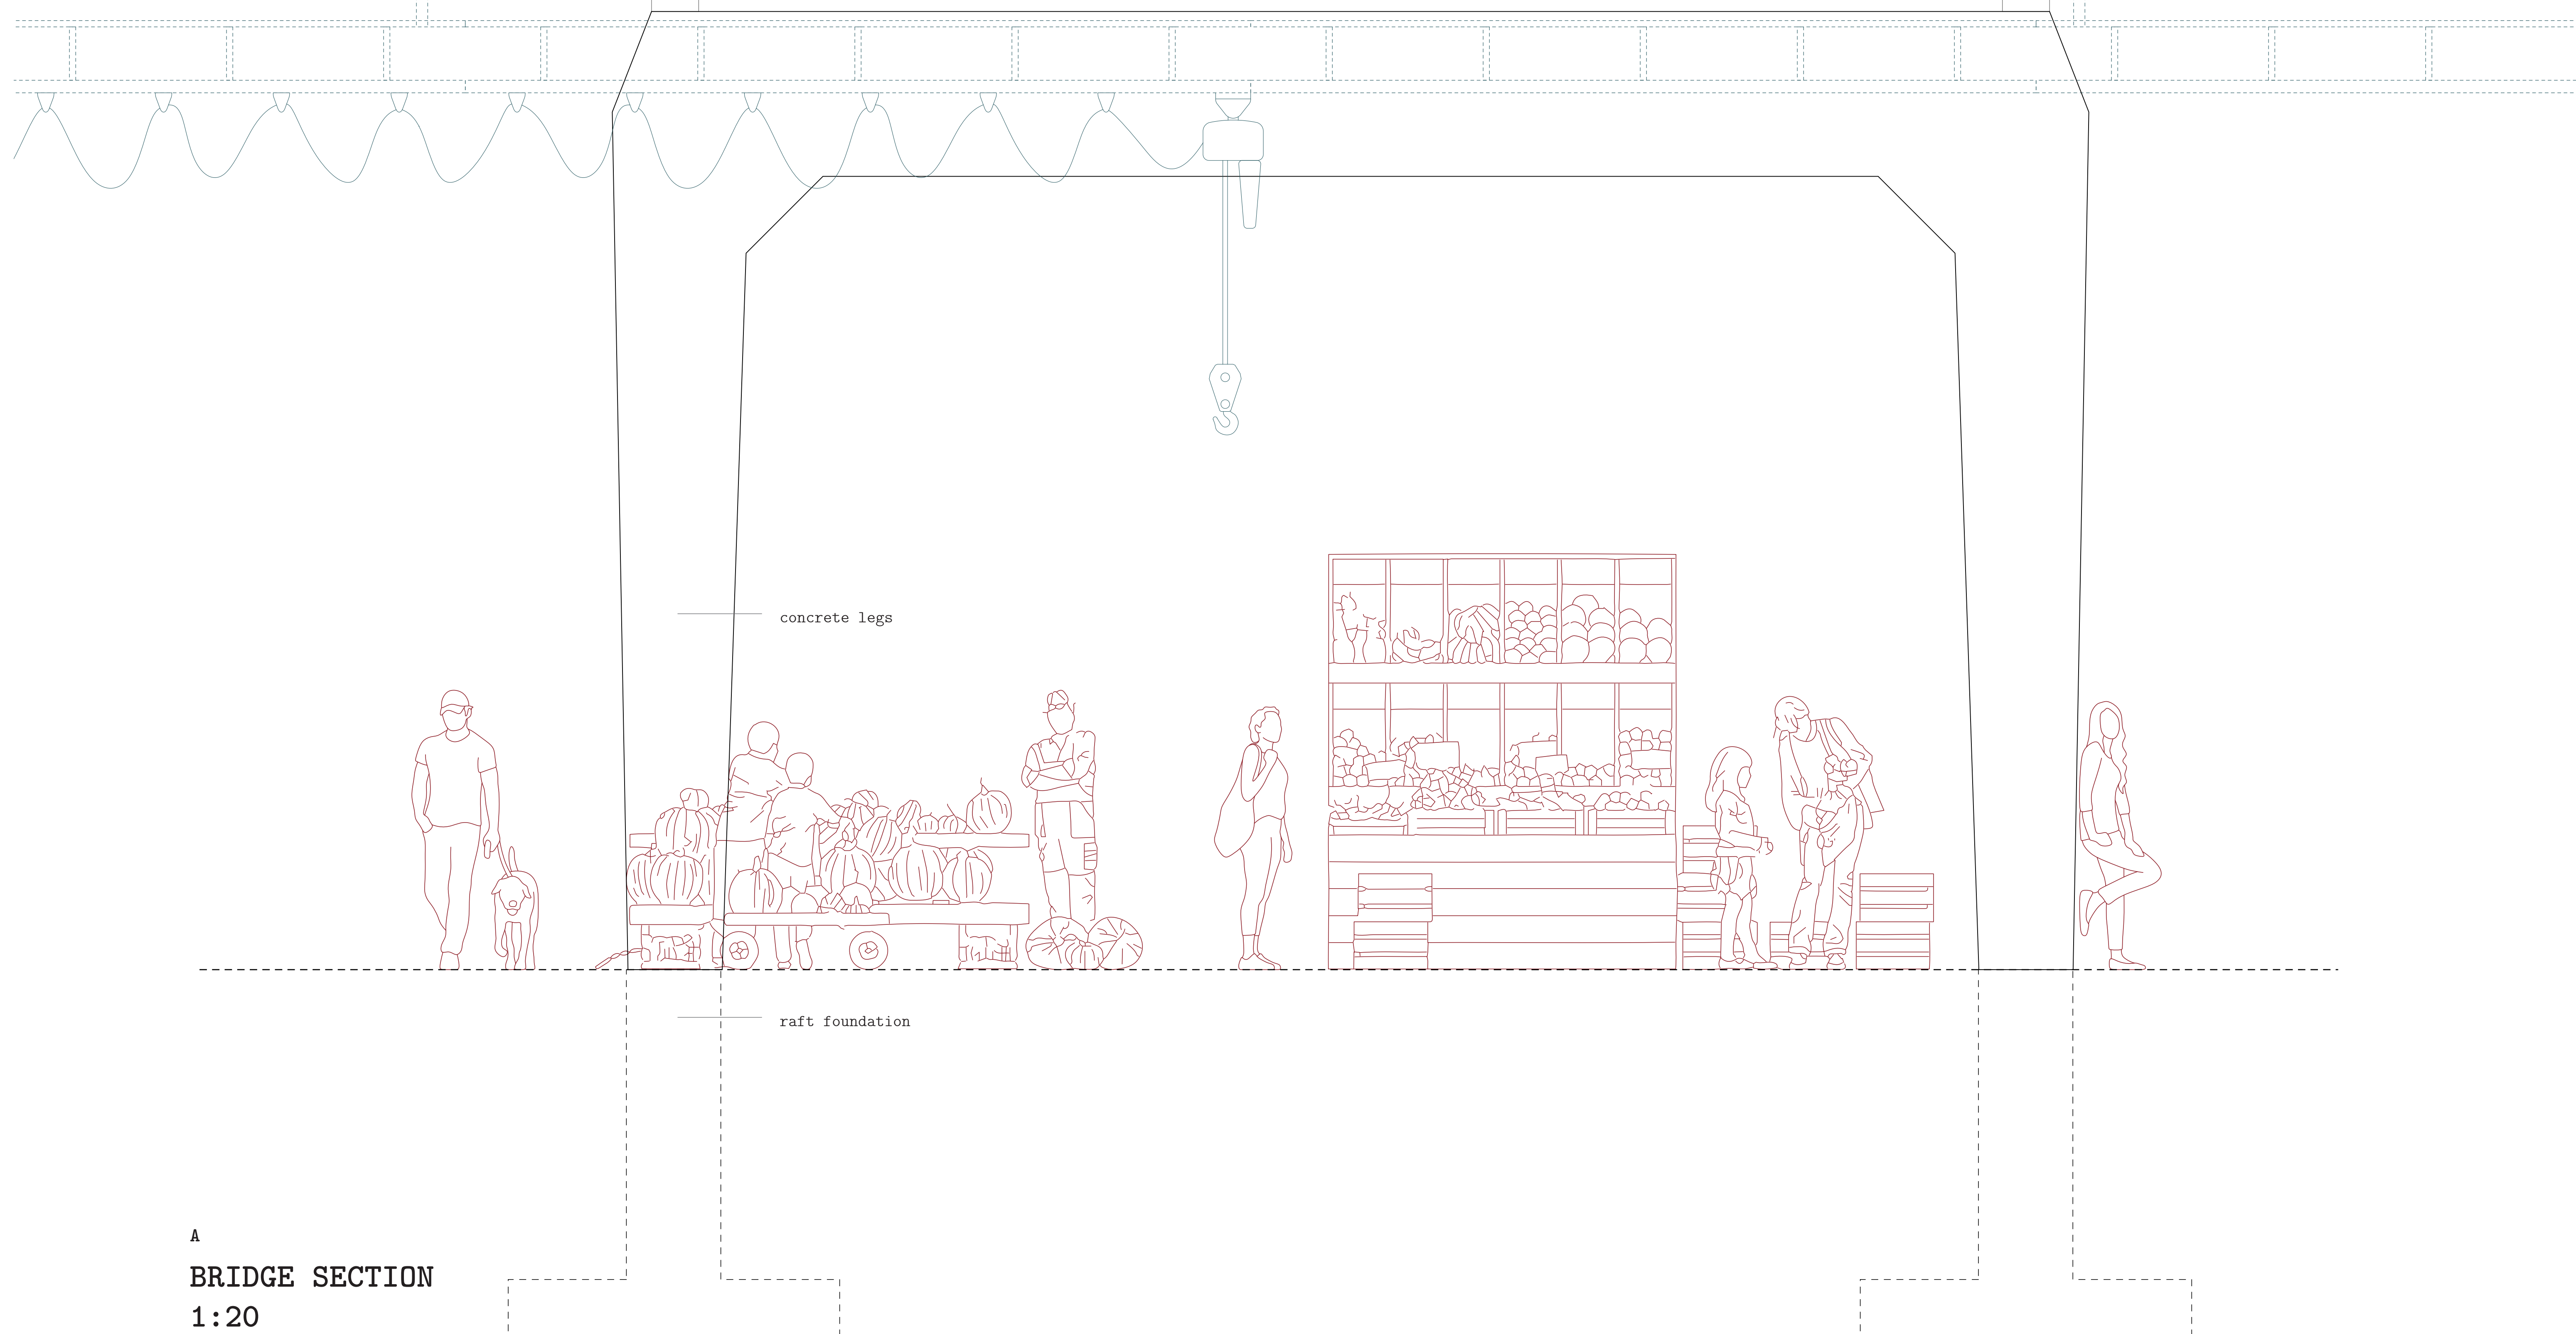 concrete legs
raft foundation
A
BRIDGE SECTION
1:20